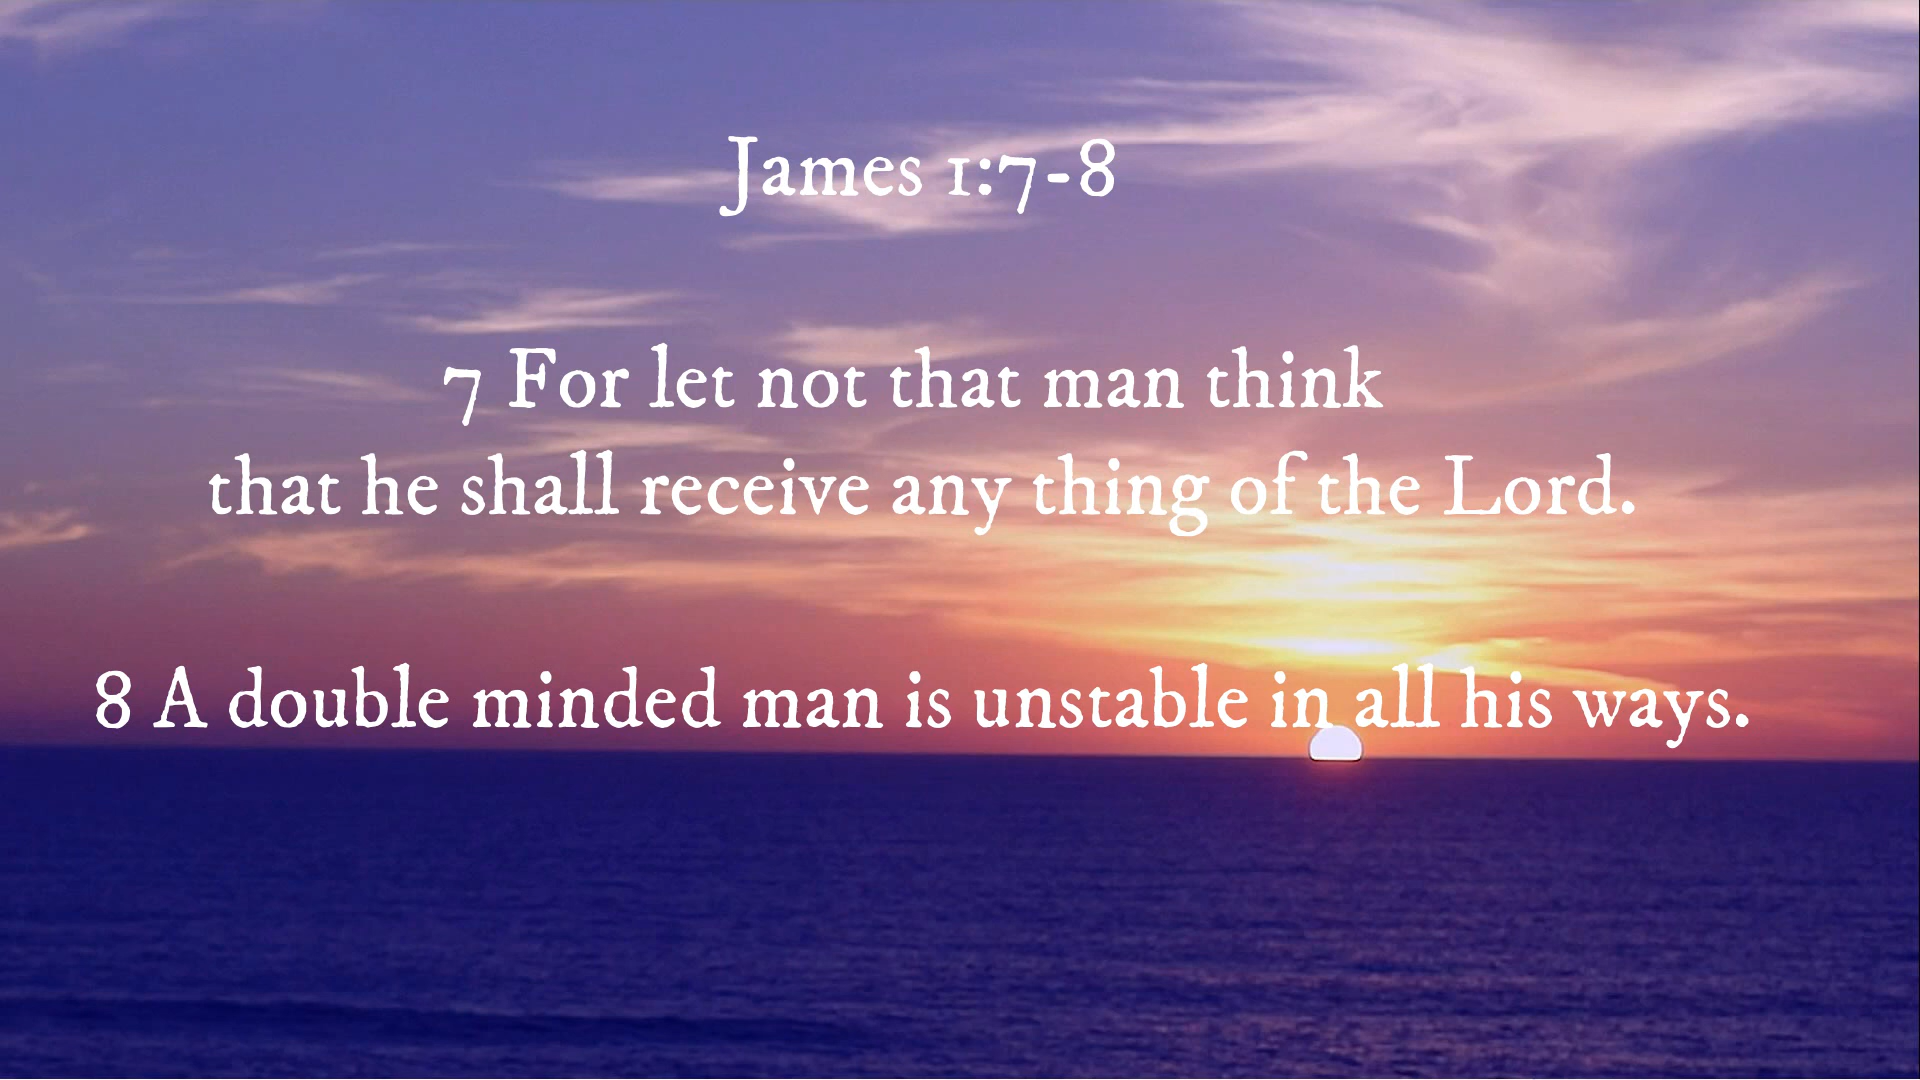 James 1:7-8
7 For let not that man think
that he shall receive any thing of the Lord.
8 A double minded man is unstable in all his ways.